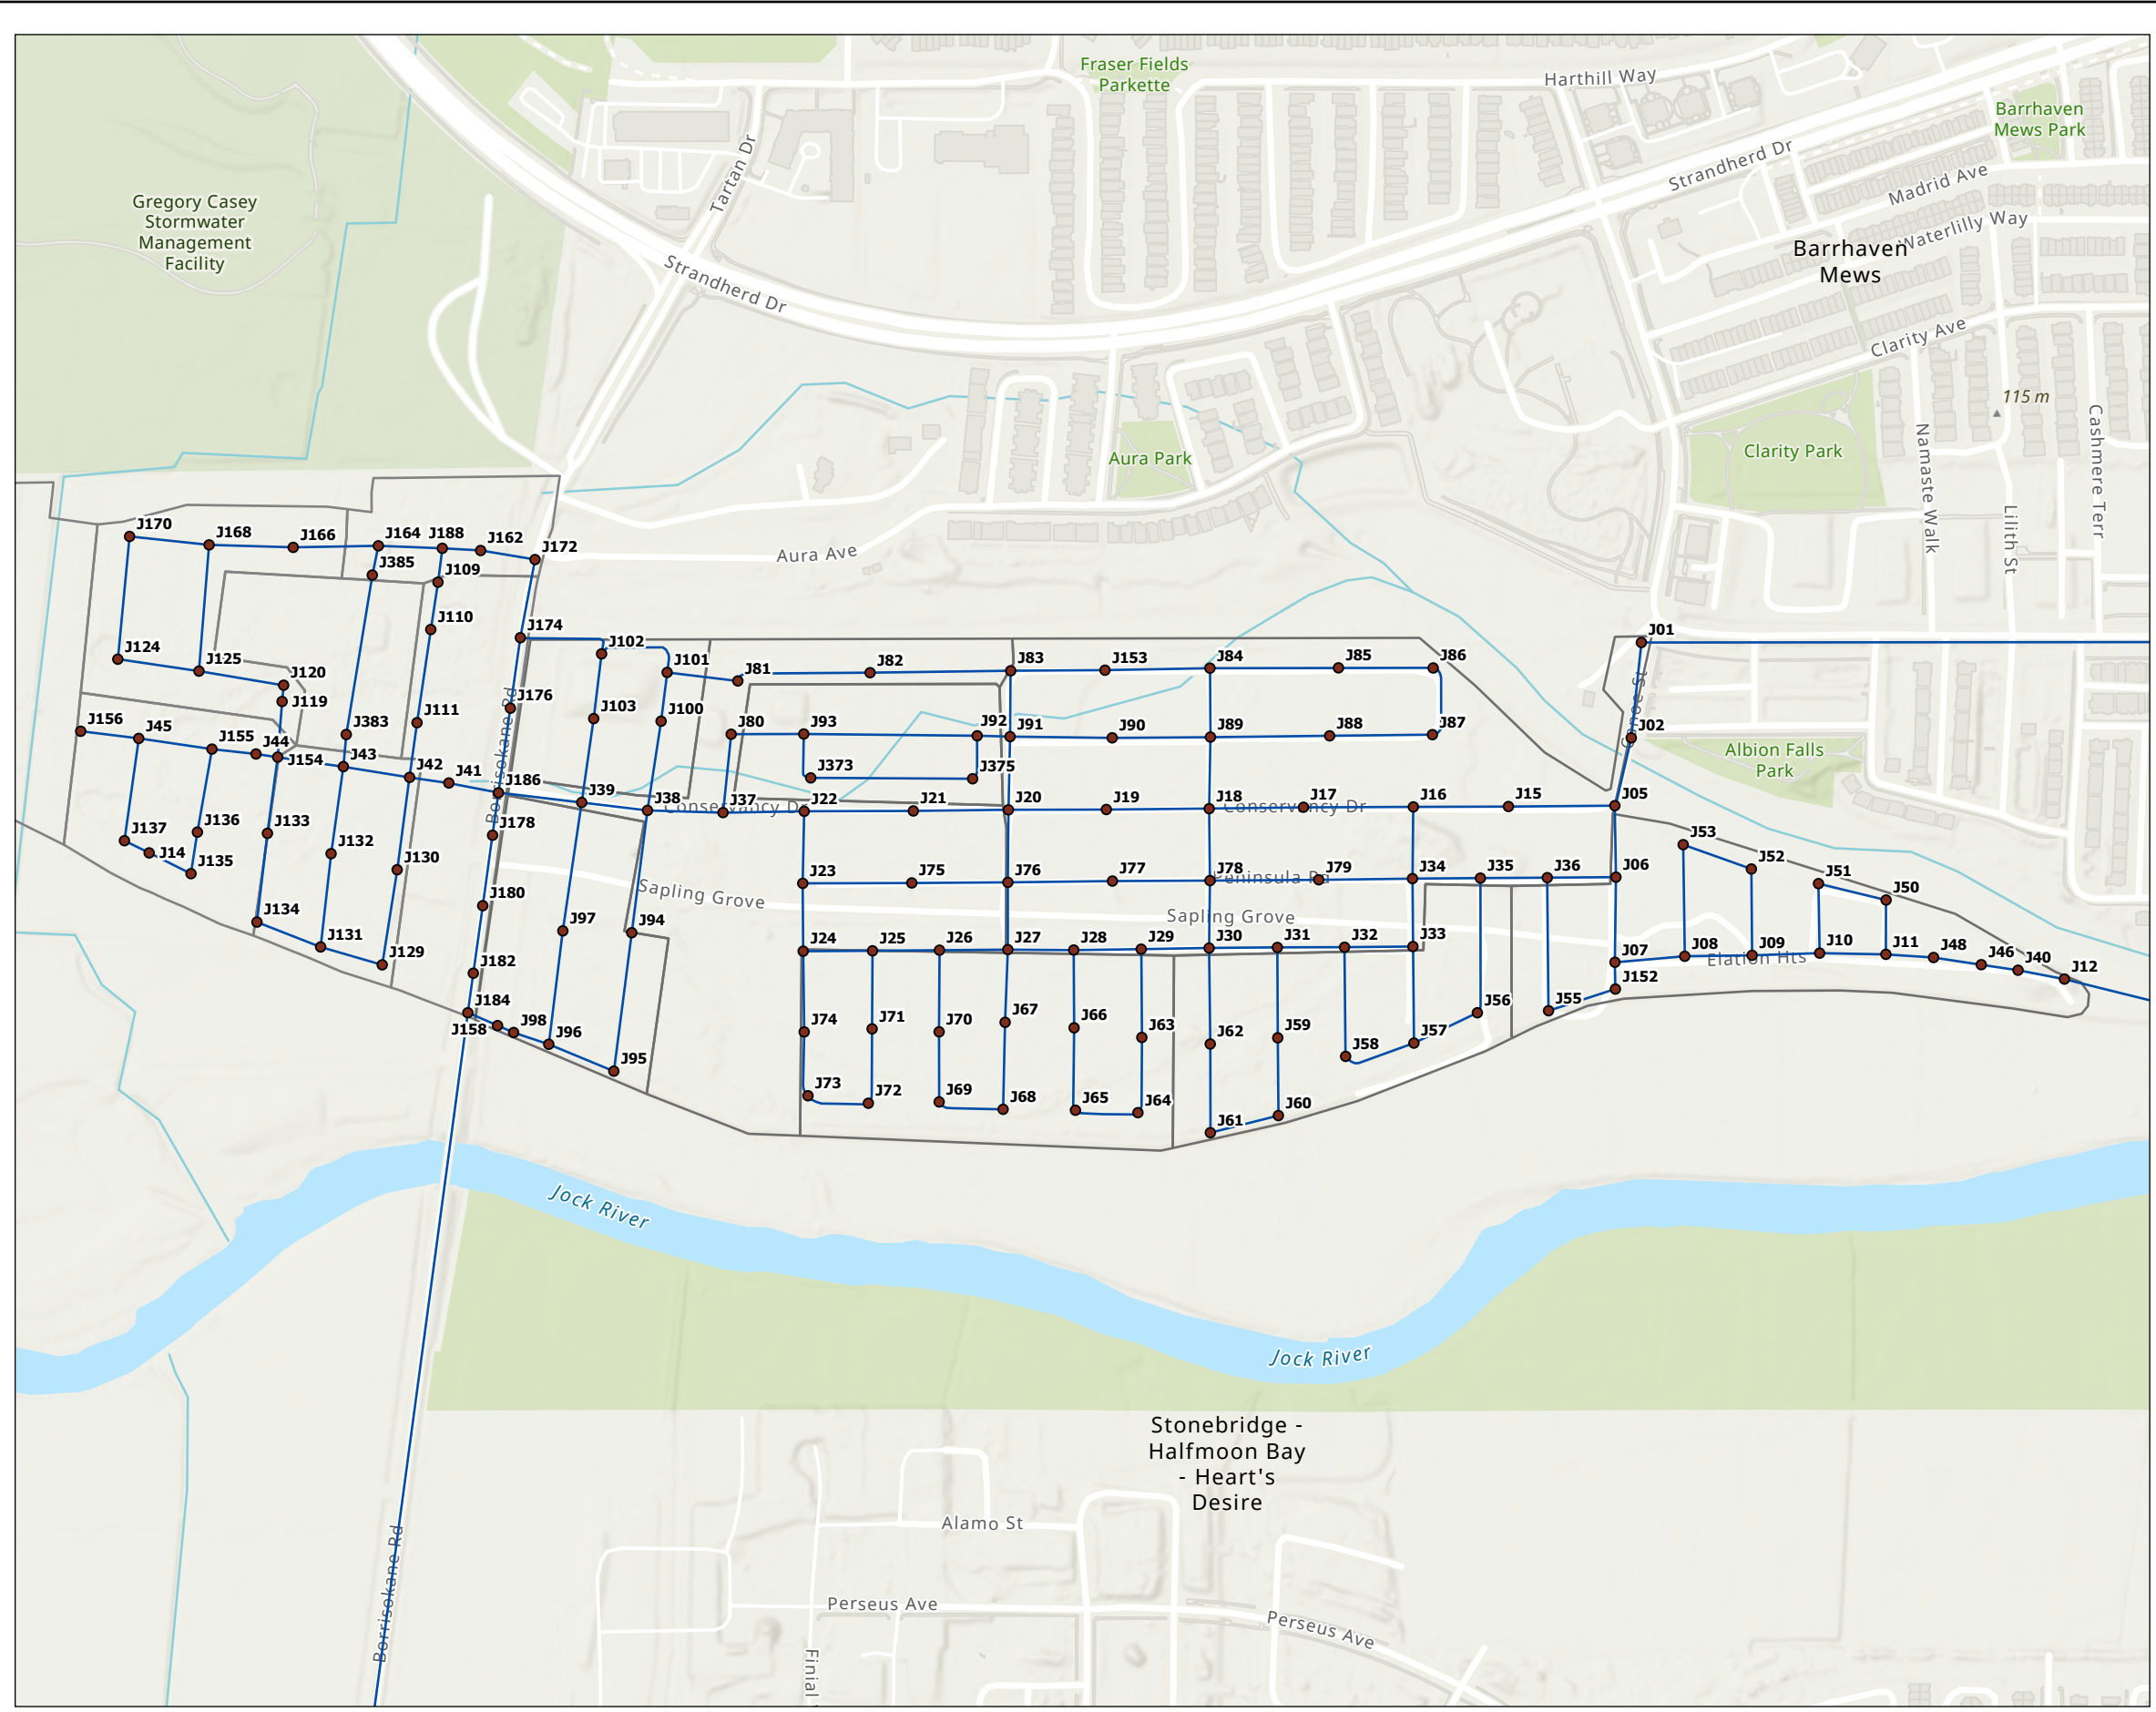 Fraser Fields
Parkette
Harthill Way
Barrhaven
Mews Park
Strandherd Dr
Madrid Ave
Tartan Dr
Gregory Casey
Stormwater
Management
Facility
Waterlilly Way
Barrhaven
Mews
Strandherd Dr
Clarity Ave
115 m
Cashmere Terr
Namaste Walk
Clarity Park
Aura Park
Lilith St
Aura Ave
J170
J168
J166
J164
J188
J162
J172
J385
J109
J110
J174
J102
J01
J124
J125
J120
J101
J81
J82
J83
J153
J84
J85
J86
J119
J176
J103
J100
Canoe St
J156
J45
J155
J44
J154
J383
J43
J111
J42
J41
J80
J93
J92
J91
J90
J89
J88
J87
J02
Albion Falls
Park
J373
J375
Borrisokane Rd
J186
J39
J38
Conservancy Dr
J37
J22
J21
J20
J19
J18
Conservancy Dr
J17
J16
J15
J05
J137
J14
J136
J135
J133
J132
J130
J178
J53
J52
J51
J50
J23
J75
J76
J77
J78
Peninsula Rd
J79
J34
J35
J36
J06
Sapling Grove
Sapling Grove
J180
J134
J131
J129
J97
J94
J24
J25
J26
J27
J28
J29
J30
J31
J32
J33
J07
J08
J09
J10
J11
J48
J46
J40
J12
Elation Hts
J182
J152
J184
J158
J98
J96
J95
J74
J71
J70
J67
J66
J63
J62
J59
J58
J57
J56
J55
J73
J72
J69
J68
J65
J64
J61
J60
Jock River
Jock River
Stonebridge -
Halfmoon Bay
- Heart's
Desire
Alamo St
Borrisokane Rd
Perseus Ave
Perseus Ave
Finial